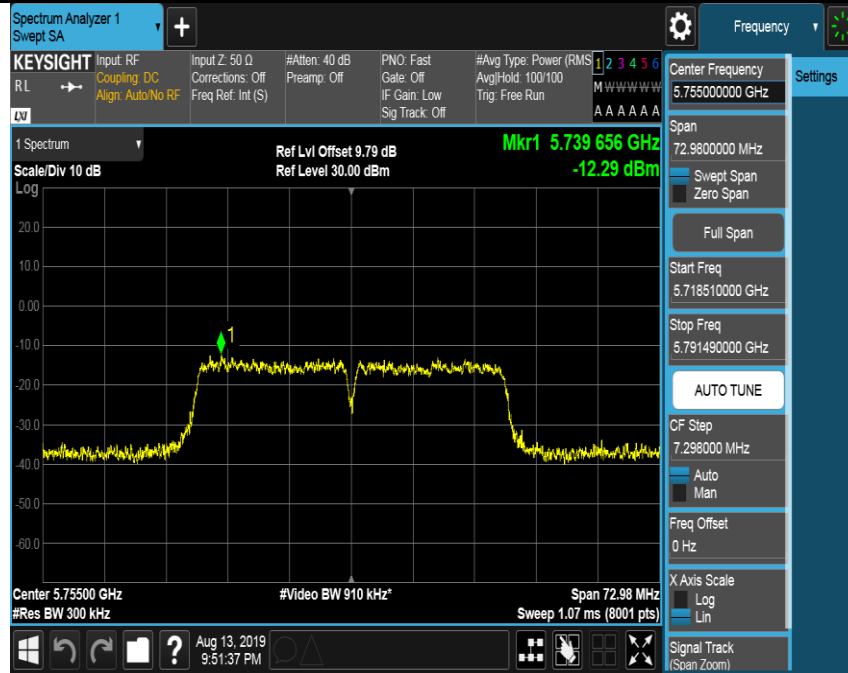 Spectrum Analyzer 1
Swept SA
+
Frequency
KEYSIGHT
RL
LXI
Input: RF
Coupling: DC
Align: Auto/No RF
Input Z: 50 Ω
Corrections: Off
Freq Ref: Int (S)
#Atten: 40 dB
Preamp: Off
PNO: Fast
Gate: Off
IF Gain: Low
Sig Track: Off
#Avg Type: Power (RMS
Avg|Hold: 100/100
Trig: Free Run
1 2 3 4 5 6
M W W W W W
A A A A A A
Center Frequency
5.755000000 GHz
Settings
Span
72.9800000 MHz
Swept Span
Zero Span
Full Span
Start Freq
5.718510000 GHz
Stop Freq
5.791490000 GHz
AUTO TUNE
CF Step
7.298000 MHz
Auto
Man
Freq Offset
0 Hz
X Axis Scale
Log
Lin
Signal Track
(Span Zoom)
1 Spectrum
Scale/Div 10 dB
Log
Ref Lvl Offset 9.79 dB
Ref Level 30.00 dBm
Mkr1 5.739 656 GHz
-12.29 dBm
20.0
10.0
0.00
-10.0
-20.0
-30.0
-40.0
-50.0
-60.0
1
Center 5.75500 GHz
#Res BW 300 kHz
#Video BW 910 kHz*
Span 72.98 MHz
Sweep 1.07 ms (8001 pts)
?
Aug 13, 2019
9:51:37 PM